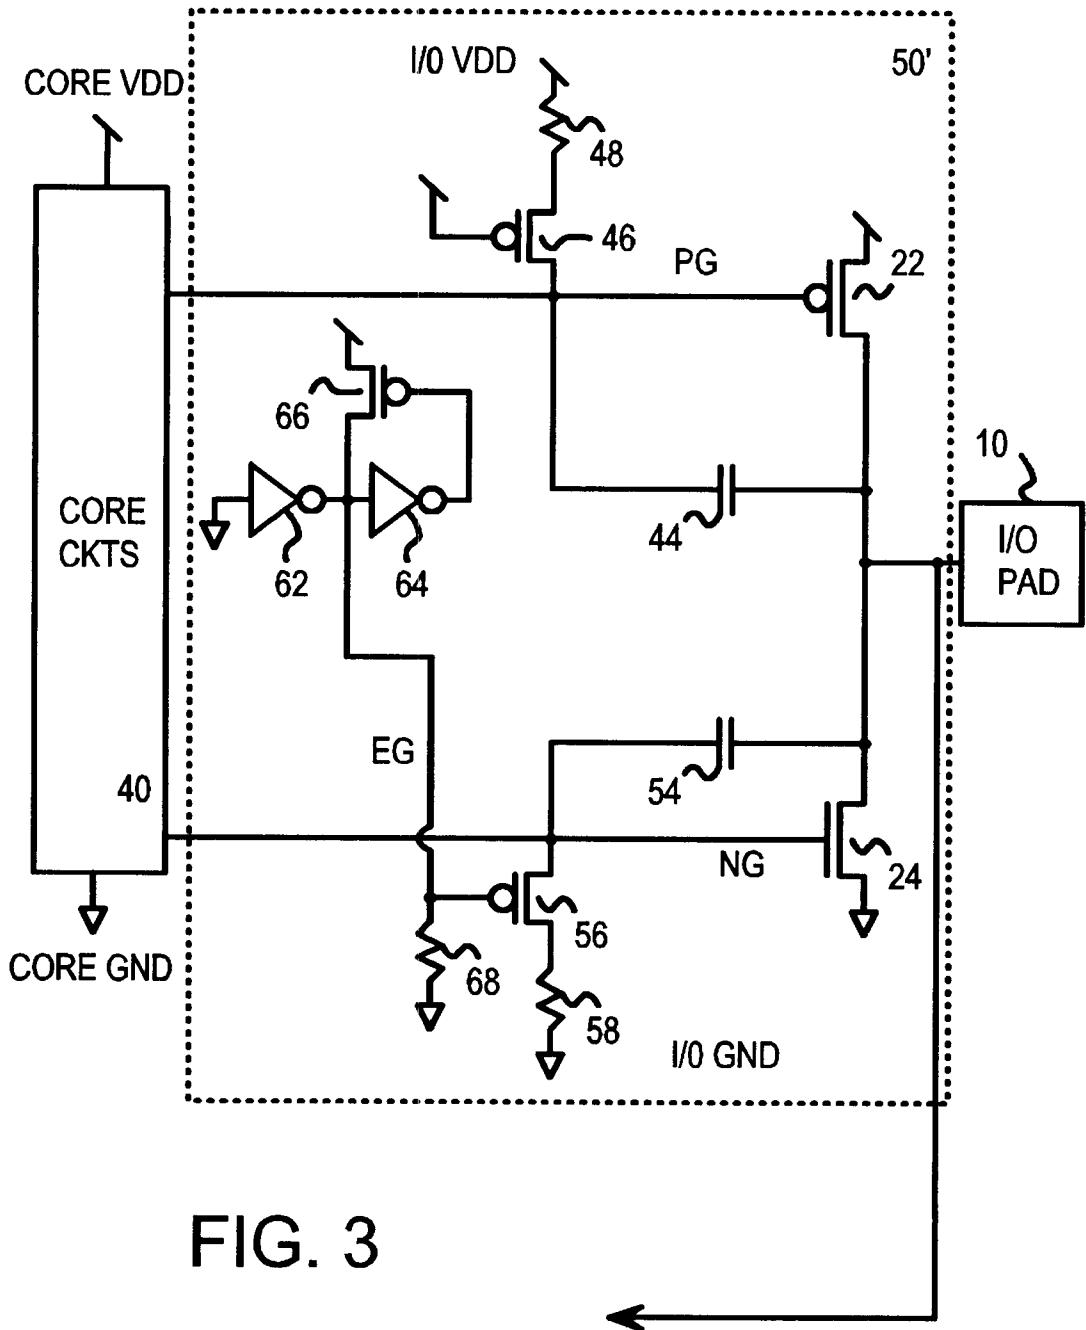 I/0 VDD
50'
CORE VDD
48
46
PG
22
66
10
CORE
CKTS
I/O
PAD
44
62
64
EG
54
40
NG
24
56
CORE GND
68
58
I/0 GND
FIG. 3